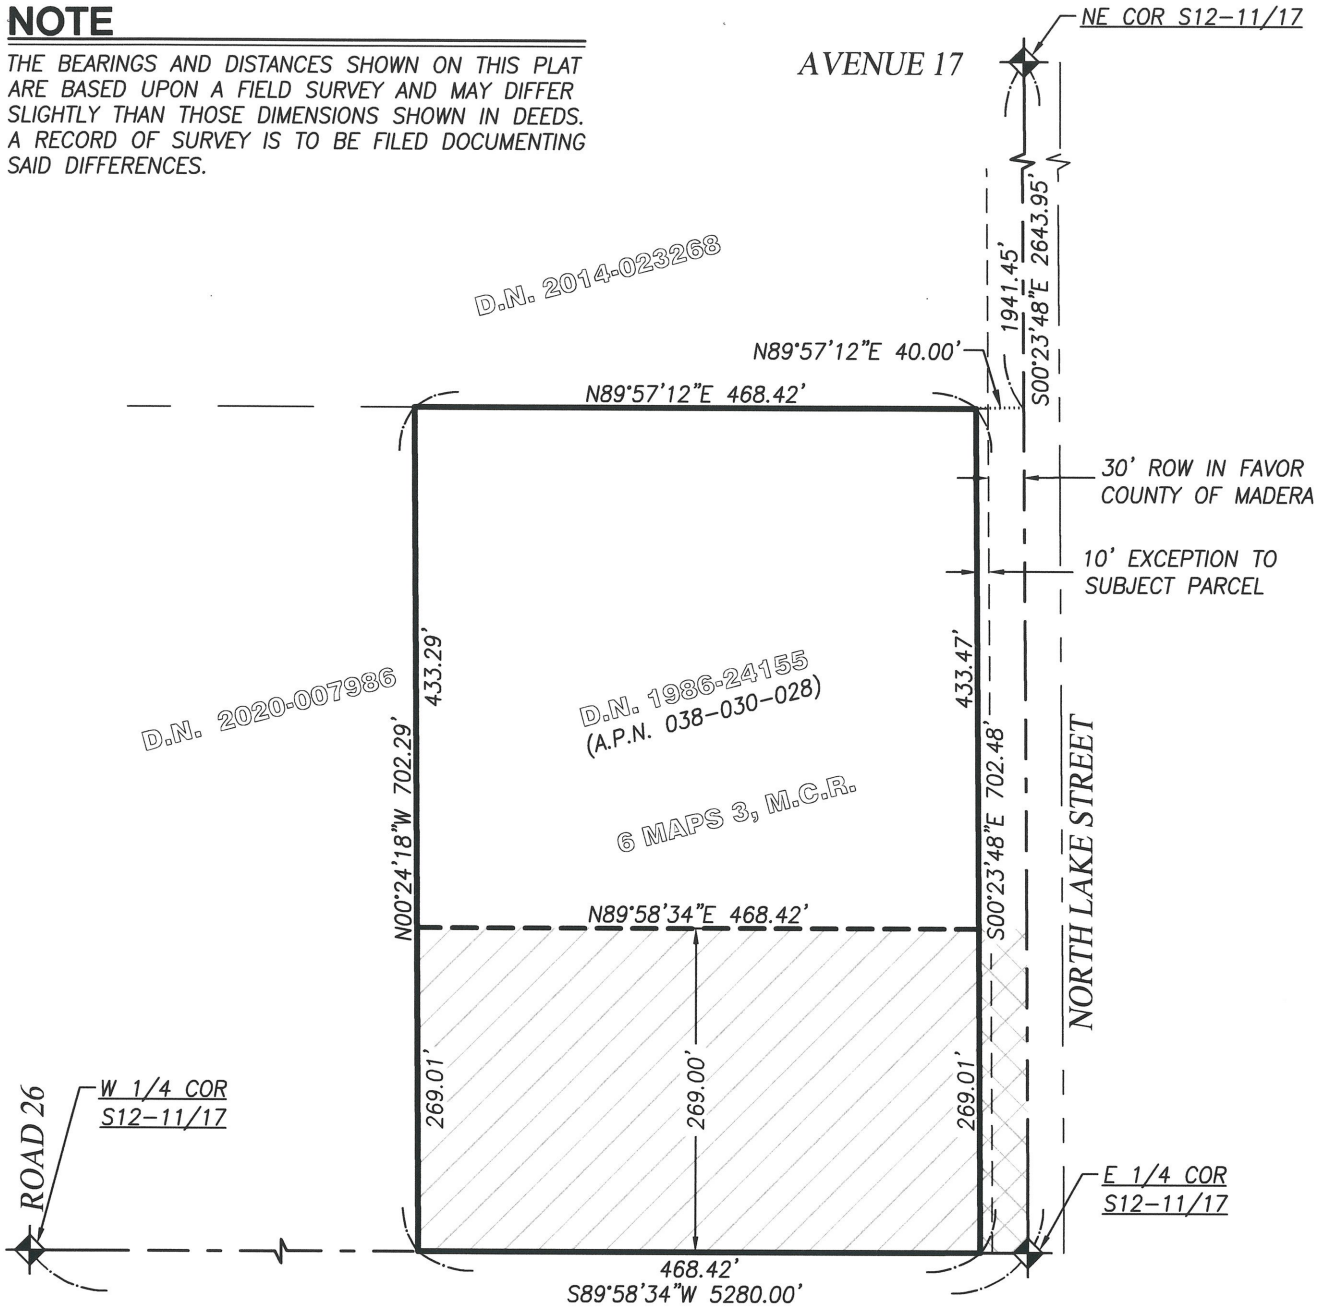 NOTE
THE BEARINGS AND DISTANCES SHOWN ON THIS PLAT
ARE BASED UPON A FIELD SURVEY AND MAY DIFFER
SLIGHTLY THAN THOSE DIMENSIONS SHOWN IN DEEDS.
A RECORD OF SURVEY IS TO BE FILED DOCUMENTING
SAID DIFFERENCES.
NE COR S12-11/17
AVENUE 17
1941.45'
S00°23'48"E 2643.95'
D.N. 2014-023268
N89°57'12"E 40.00'
N89°57'12"E 468.42'
30' ROW IN FAVOR
COUNTY OF MADERA
10' EXCEPTION TO
SUBJECT PARCEL
433.29'
433.47'
D.N. 2020-007986
D.N. 1986-24155
(A.P.N. 038-030-028)
N00°24'18"W 702.29'
S00°23'48"E 702.48'
6 MAPS 3, M.C.R.
NORTH LAKE STREET
N89°58'34"E 468.42'
269.01'
269.00'
269.01'
ROAD 26
W 1/4 COR
S12-11/17
E 1/4 COR
S12-11/17
468.42'
S89°58'34"W 5280.00'